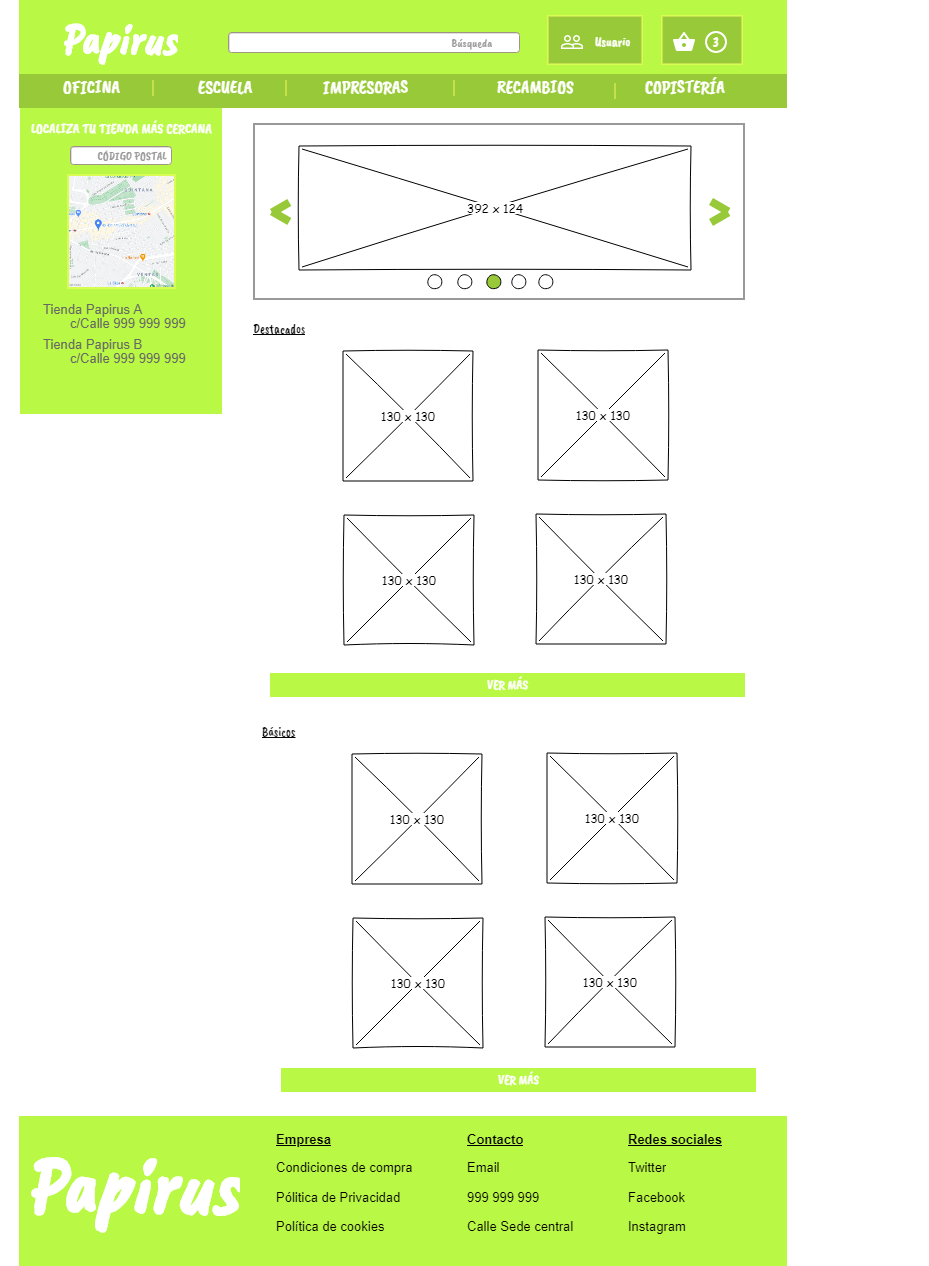 Papirus
Búsqueda
Usuario
3
OFICINA
ESCUELA
IMPRESORAS
RECAMBIOS
COPISTERÍA
LOCALIZA TU TIENDA MÁS CERCANA
CÓDIGO POSTAL
Tienda Papirus A
c/Calle 999 999 999
Tienda Papirus B
c/Calle 999 999 999
<
392 x 124
>
Destacados
130 x 130
130 x 130
130 x 130
130 x 130
VER MÁS
Básicos
130 x 130
130 x 130
130 x 130
130 x 130
VER MÁS
Papirus
Empresa
Condiciones de compra
Pólitica de Privacidad
Política de cookies
Contacto
Email
999 999 999
Calle Sede central
Redes sociales
Twitter
Facebook
Instagram